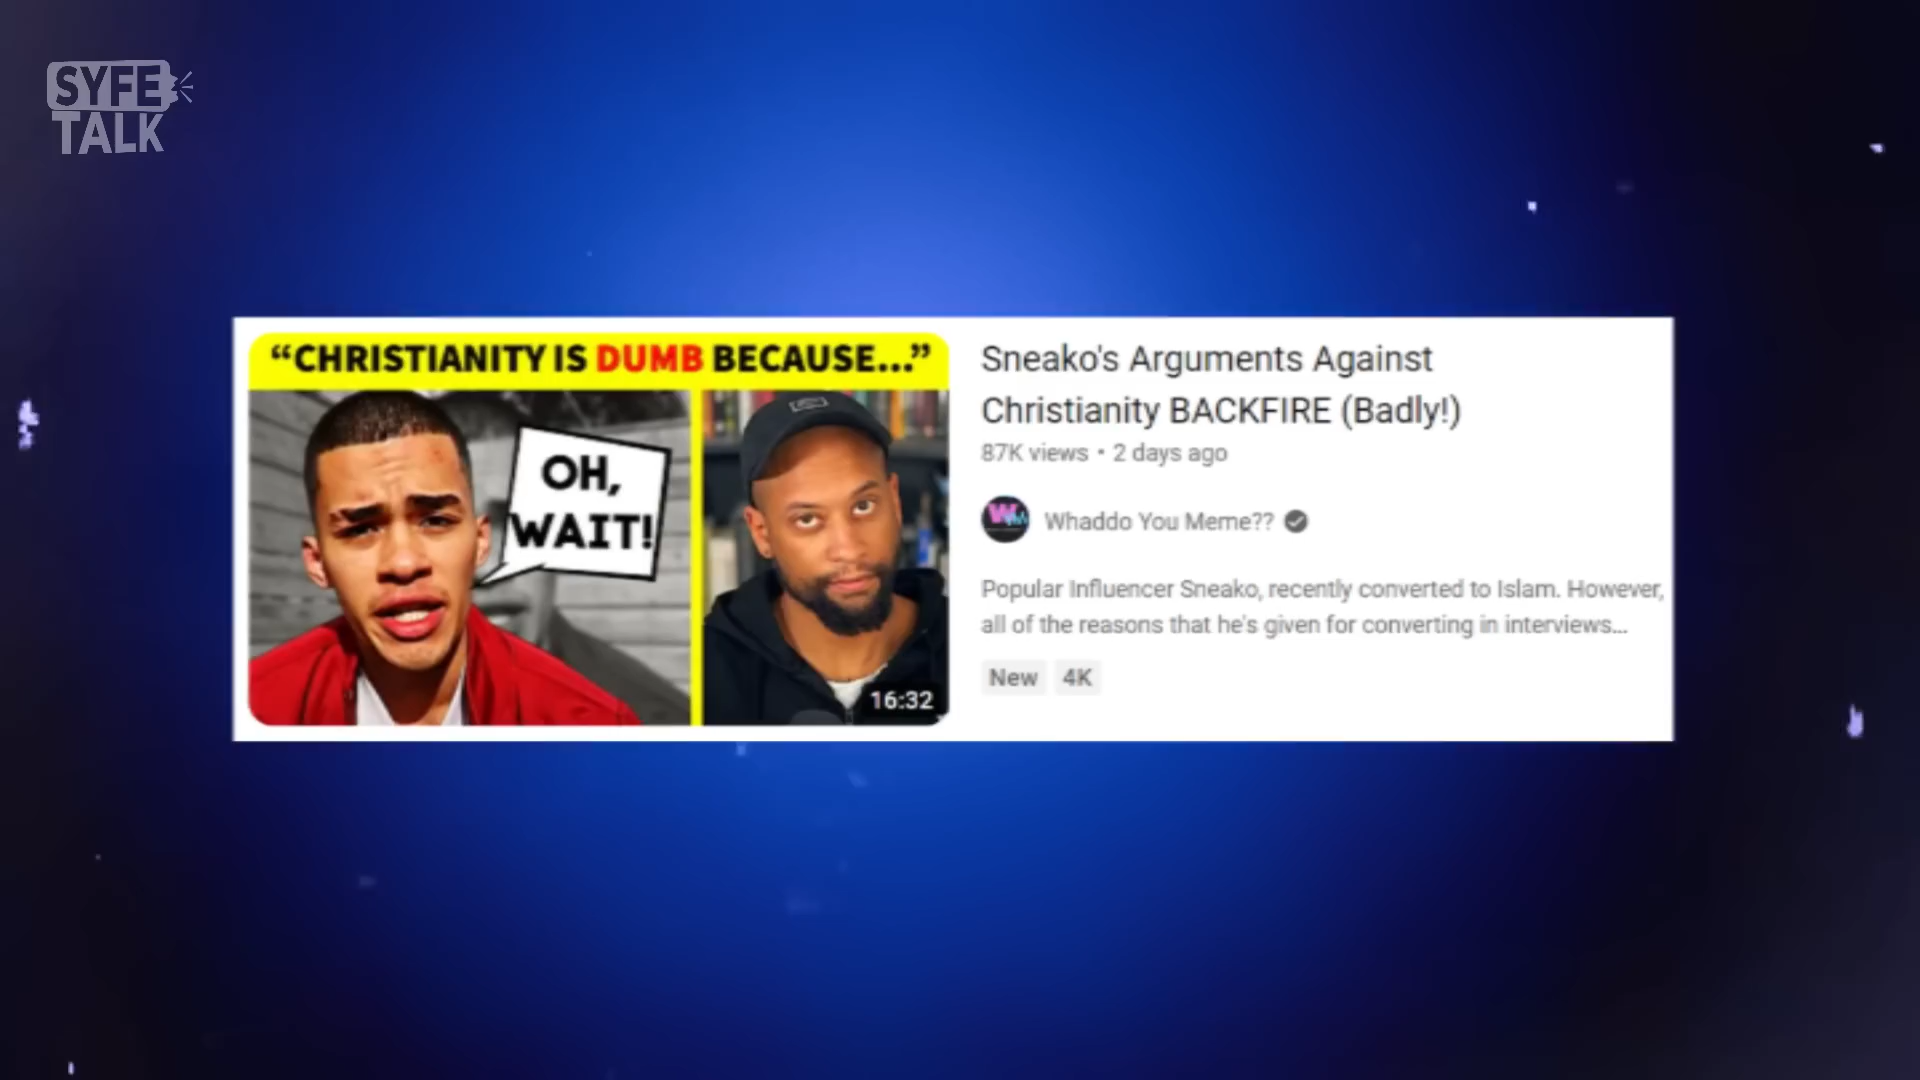 SYFE
TALK
“CHRISTIANITY IS DUMB BECAUSE...”
OH,
WAIT!
16:32
Sneako's Arguments Against
Christianity BACKFIRE (Badly!)
87K views • 2 days ago
Whaddo You Meme??
Popular Influencer Sneako, recently converted to Islam. However,
all of the reasons that he's given for converting in interviews...
New 4K